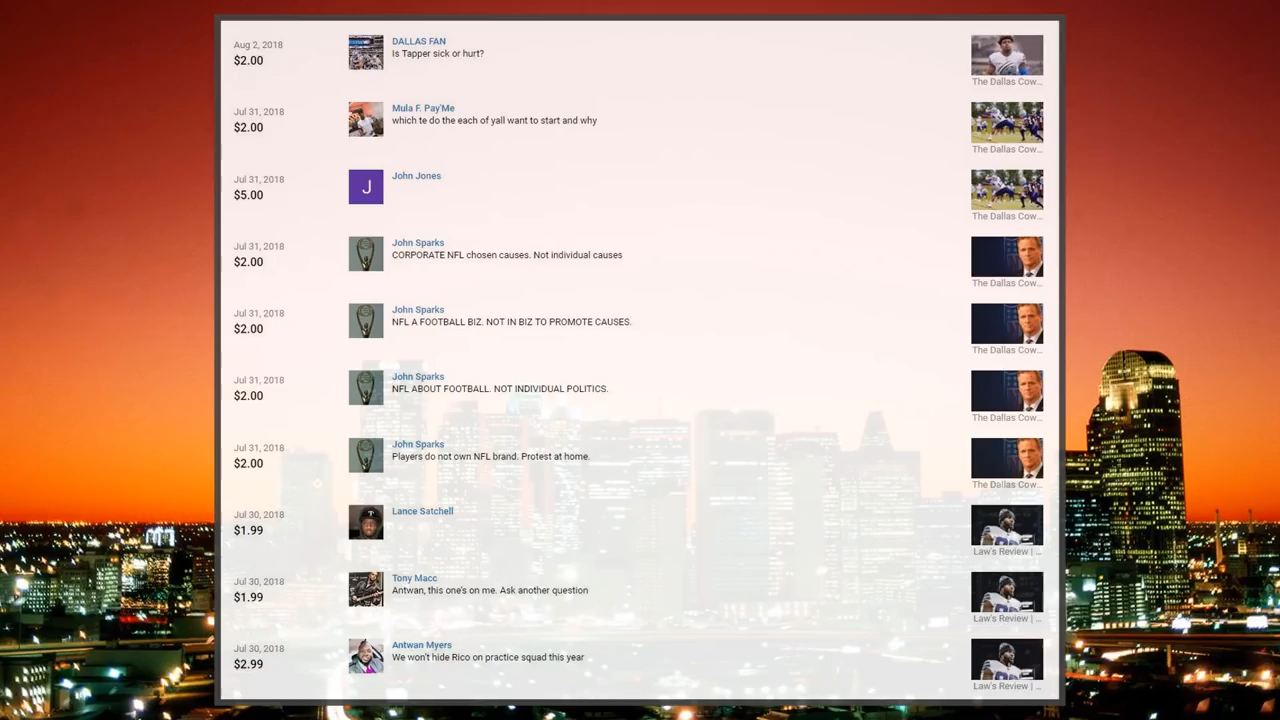 Aug 2, 2018
$2.00
DALLAS FAN
Is Tapper sick or hurt?
The Dallas Cow...
Jul 31, 2018
$2.00
Mula F. Pay'Me
which te do the each of yall want to start and why
The Dallas Cow...
Jul 31, 2018
$5.00
J
John Jones
The Dallas Cow...
Jul 31, 2018
$2.00
John Sparks
CORPORATE NFL chosen causes. Not individual causes
The Dallas Cow...
Jul 31, 2018
$2.00
John Sparks
NFL A FOOTBALL BIZ. NOT IN BIZ TO PROMOTE CAUSES.
The Dallas Cow...
Jul 31, 2018
$2.00
John Sparks
NFL ABOUT FOOTBALL. NOT INDIVIDUAL POLITICS.
The Dallas Cow...
Jul 31, 2018
$2.00
John Sparks
Players do not own NFL brand. Protest at home.
The Dallas Cow...
Jul 30, 2018
$1.99
Lance Satchell
Law's Review | ...
Jul 30, 2018
$1.99
Tony Macc
Antwan, this one's on me. Ask another question
Law's Review | ...
Jul 30, 2018
$2.99
Antwan Myers
We won't hide Rico on practice squad this year
Law's Review | ...